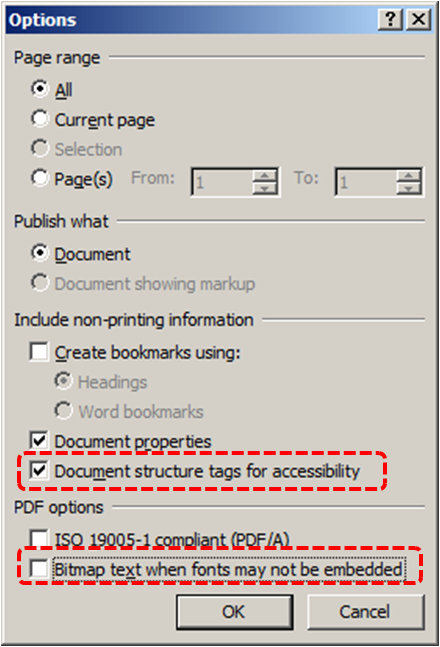 Options
Page range
All
Current page
Selection
Page(s) From: 1 To: 1
Publish what
Document
Document showing markup
Include non-printing information
Create bookmarks using:
Headings
Word bookmarks
Document properties
Document structure tags for accessibility
PDF options
ISO 19005-1 compliant (PDF/A)
Bitmap text when fonts may not be embedded
OK Cancel